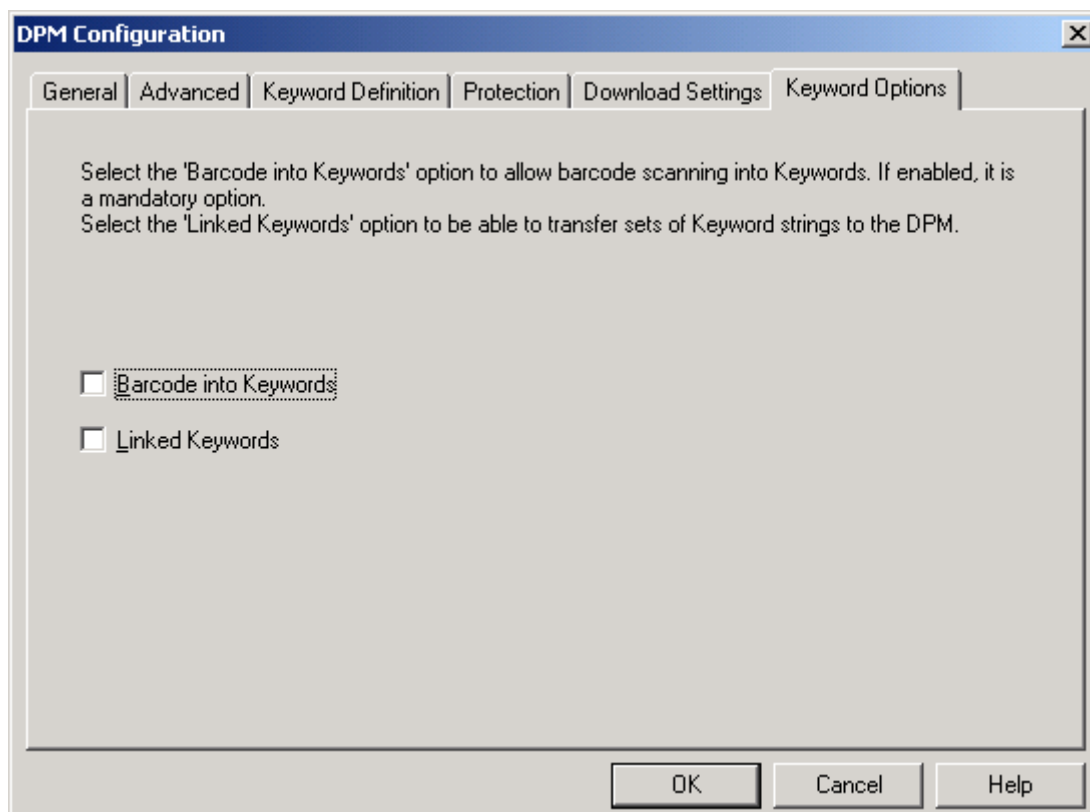 DPM Configuration
General
Advanced
Keyword Definition
Protection
Download Settings
Keyword Options
Select the 'Barcode into Keywords' option to allow barcode scanning into Keywords. If enabled, it is
a mandatory option.
Select the 'Linked Keywords' option to be able to transfer sets of Keyword strings to the DPM.
Barcode into Keywords
Linked Keywords
OK
Cancel
Help